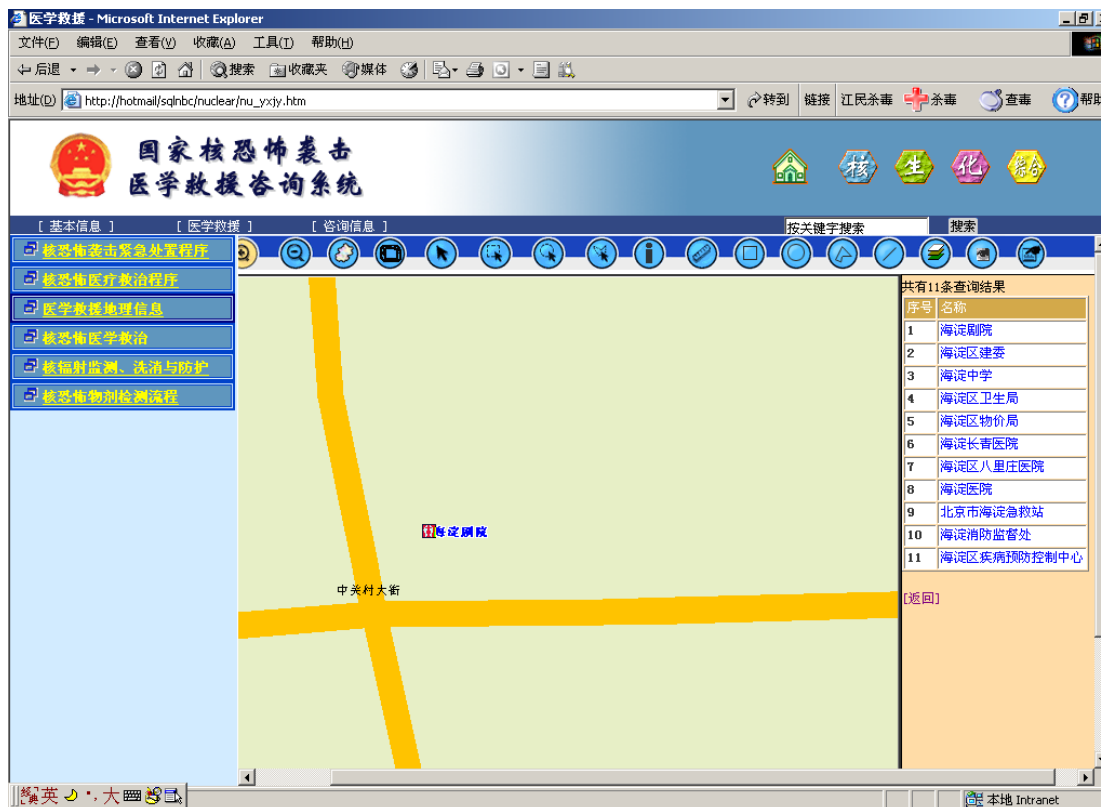 医学救援 - Microsoft Internet Explorer
文件(F) 编辑(E) 查看(V) 收藏(A) 工具(T) 帮助(H)
后退 搜索 收藏夹 媒体
地址(D) http://hotmail/sqlnbc/nuclear/nu_yxjy.htm 转到 链接 江民杀毒 杀毒 查毒 帮助
国家核恐怖袭击
医学救援咨询系统
核 生 化 综合
[ 基本信息 ] [ 医学救援 ] [ 咨询信息 ] 按关键字搜索 搜索
核恐怖袭击紧急处置程序
核恐怖医疗救治程序
医学救援地理信息
核恐怖医学救治
核辐射监测、洗消与防护
核恐怖物剂检测流程
海淀剧院
中关村大街
共有11条查询结果
序号 名称
1 海淀剧院
2 海淀区建委
3 海淀中学
4 海淀区卫生局
5 海淀区物价局
6 海淀长青医院
7 海淀区八里庄医院
8 海淀医院
9 北京市海淀急救站
10 海淀消防监督处
11 海淀区疾病预防控制中心
[返回]
英 大
本地 Intranet